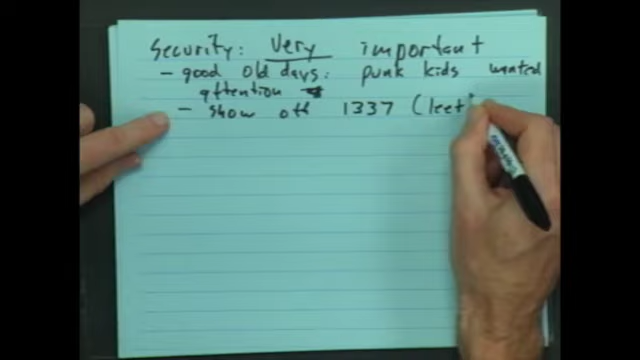 Security: Very important
- good old days: punk kids wanted
attention
- show off 1337 (leet)